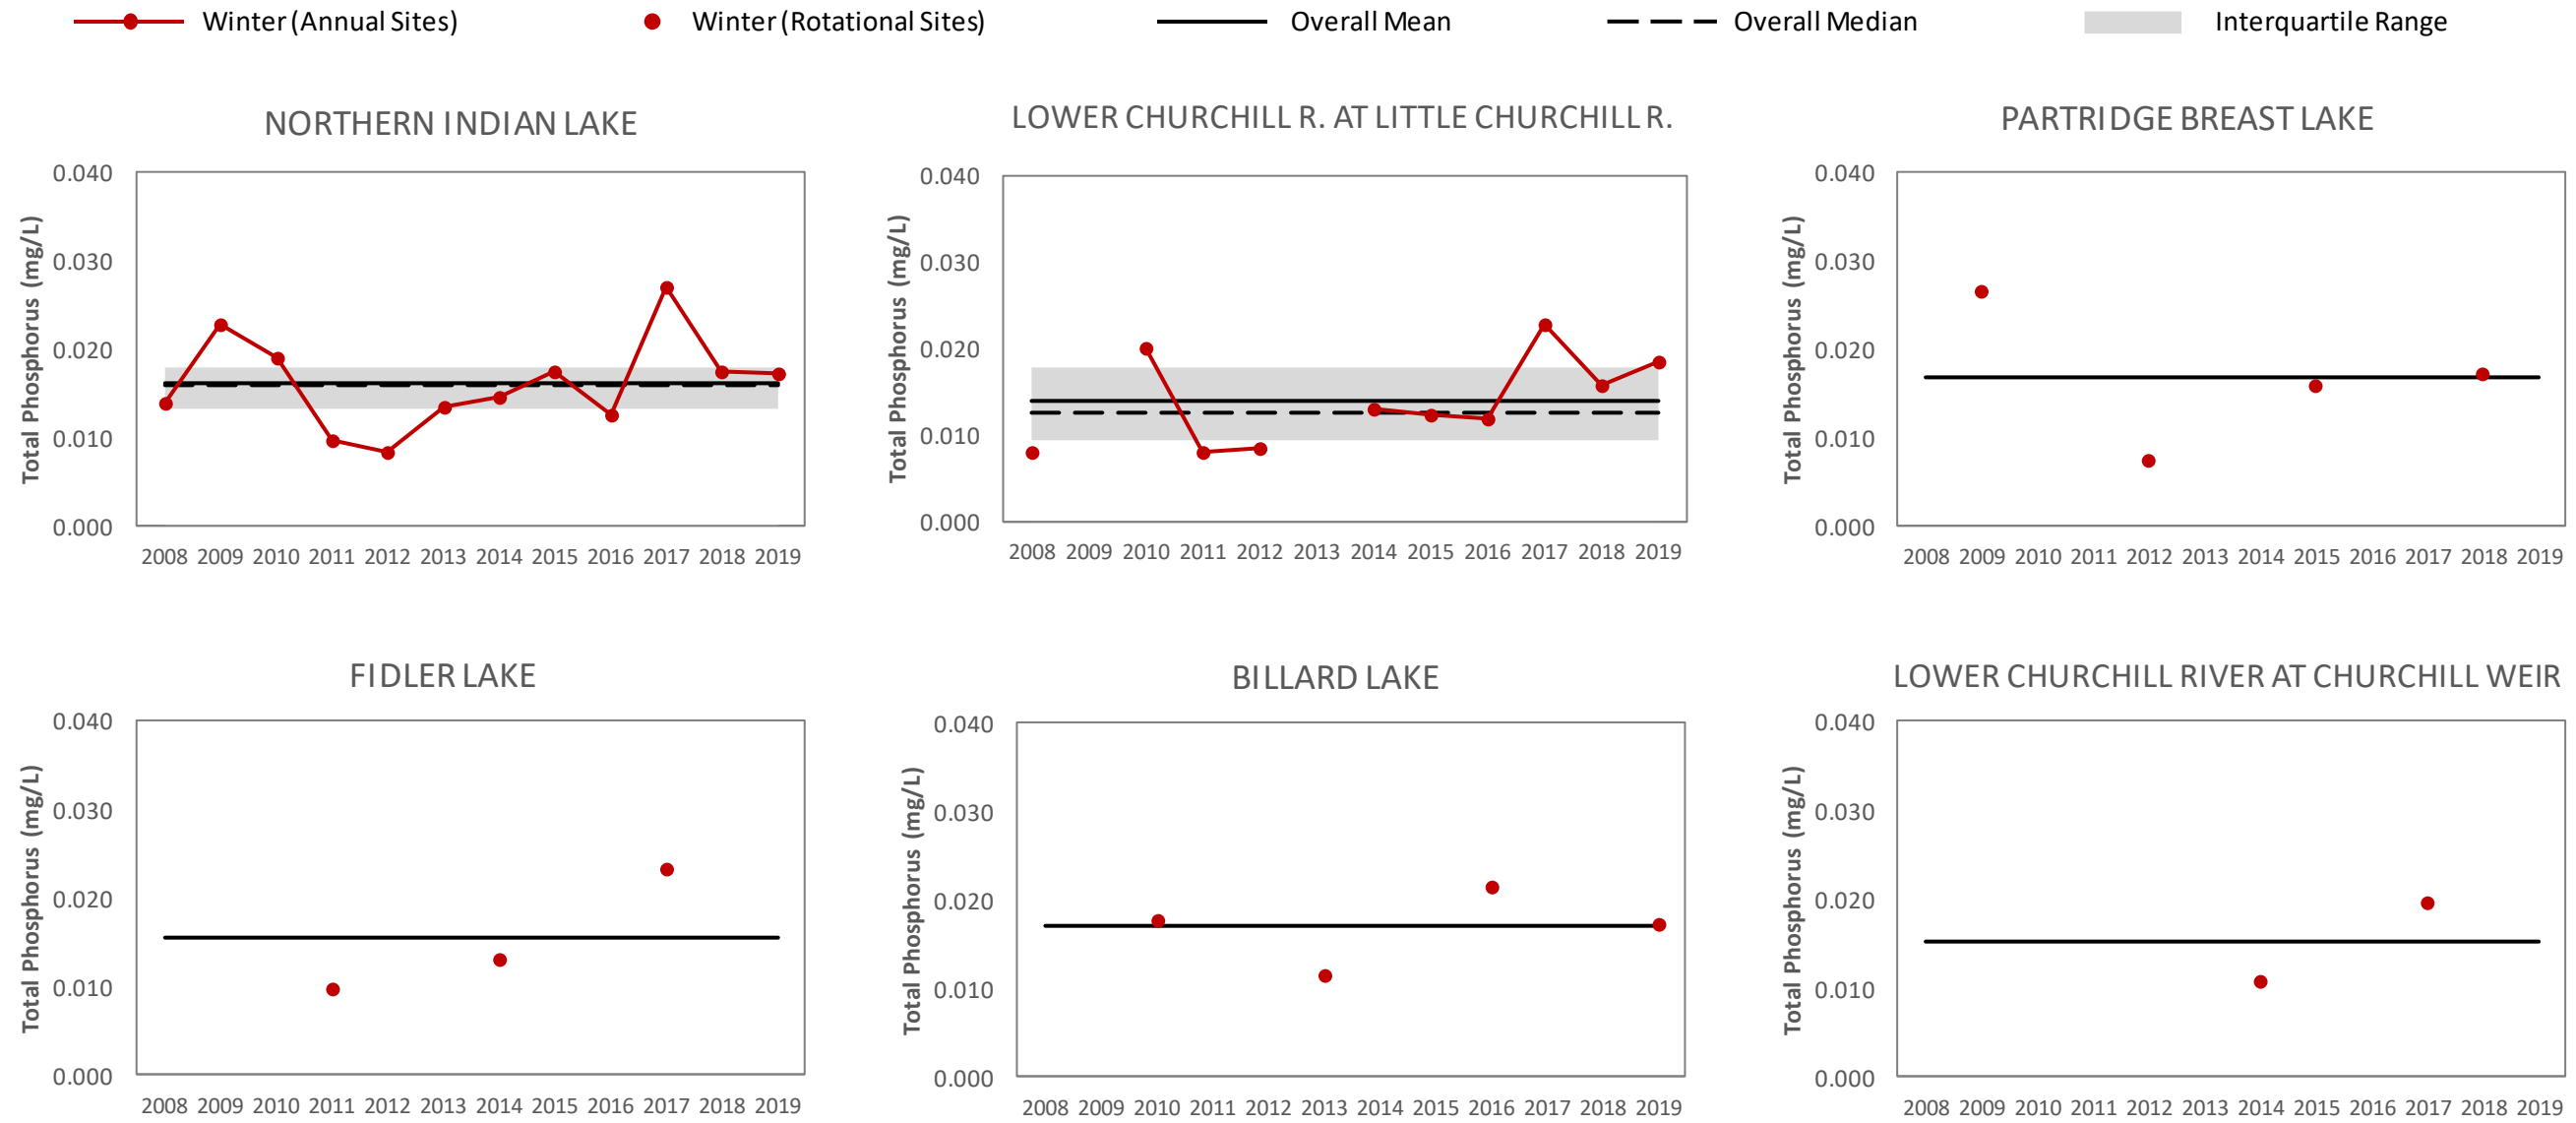 Winter (Annual Sites) Winter (Rotational Sites) Overall Mean Overall Median Interquartile Range
NORTHERN INDIAN LAKE
Total Phosphorus (mg/L)
0.040
0.030
0.020
0.010
0.000
2008 2009 2010 2011 2012 2013 2014 2015 2016 2017 2018 2019
LOWER CHURCHILL R. AT LITTLE CHURCHILL R.
Total Phosphorus (mg/L)
0.040
0.030
0.020
0.010
0.000
2008 2009 2010 2011 2012 2013 2014 2015 2016 2017 2018 2019
PARTRIDGE BREAST LAKE
Total Phosphorus (mg/L)
0.040
0.030
0.020
0.010
0.000
2008 2009 2010 2011 2012 2013 2014 2015 2016 2017 2018 2019
FIDLER LAKE
Total Phosphorus (mg/L)
0.040
0.030
0.020
0.010
0.000
2008 2009 2010 2011 2012 2013 2014 2015 2016 2017 2018 2019
BILLARD LAKE
Total Phosphorus (mg/L)
0.040
0.030
0.020
0.010
0.000
2008 2009 2010 2011 2012 2013 2014 2015 2016 2017 2018 2019
LOWER CHURCHILL RIVER AT CHURCHILL WEIR
Total Phosphorus (mg/L)
0.040
0.030
0.020
0.010
0.000
2008 2009 2010 2011 2012 2013 2014 2015 2016 2017 2018 2019